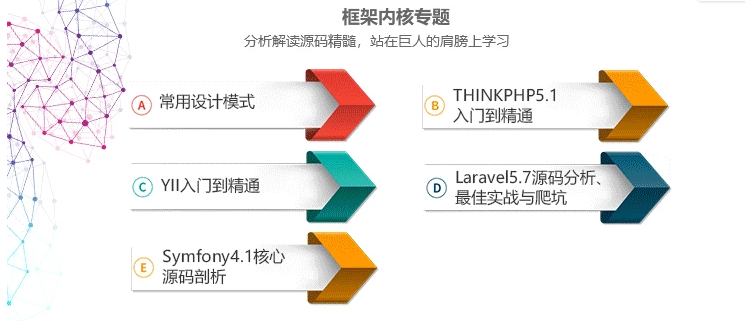 框架内核专题
分析解读源码精髓，站在巨人的肩膀上学习
A 常用设计模式
B THINKPHP5.1
入门到精通
C YII入门到精通
D Laravel5.7源码分析、
最佳实战与爬坑
E Symfony4.1核心
源码剖析